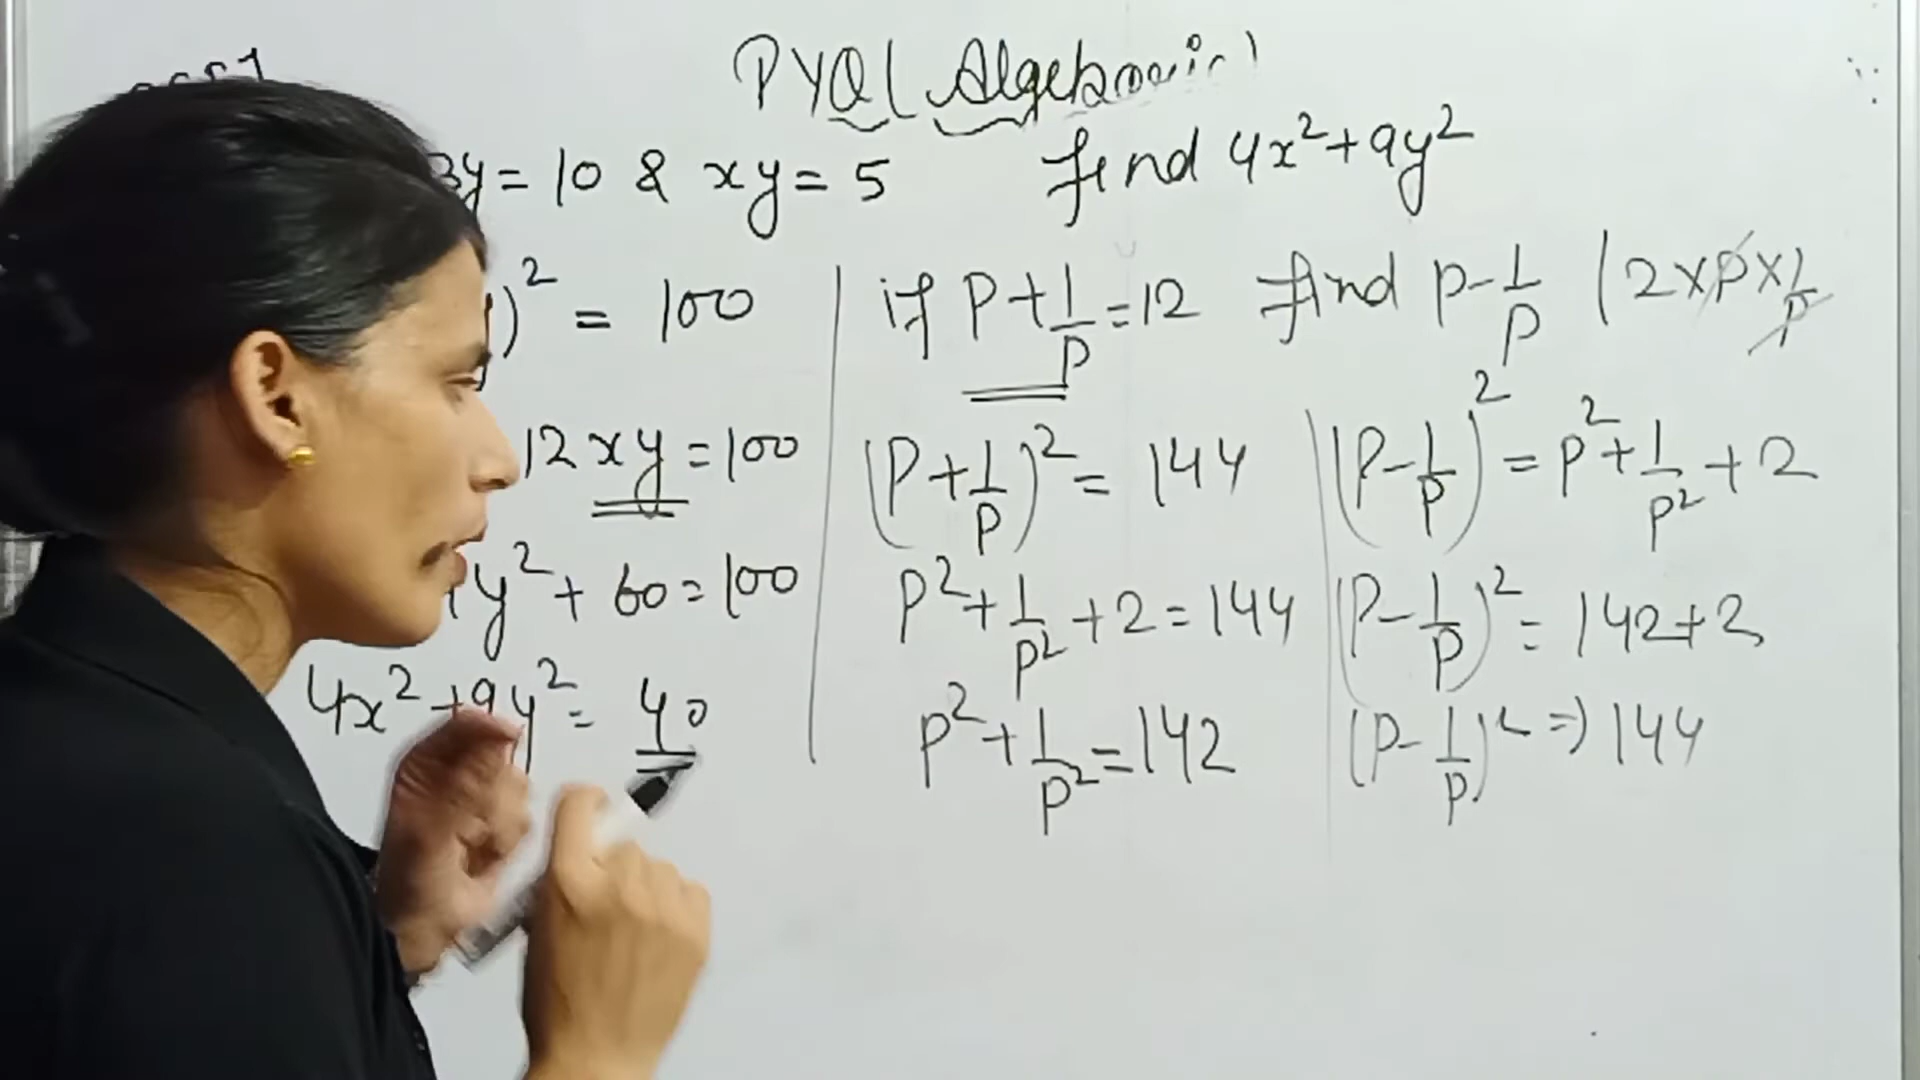 PYQ ( Algebraic )
3y = 10 & xy = 5 find 4x²+9y²
)² = 100
12xy = 100
y² + 60 = 100
4x² + 9y² = 40
if P + 1/P = 12 find P - 1/P (2×P×1/P
(P + 1/P)² = 144
P² + 1/P² + 2 = 144
P² + 1/P² = 142
(P - 1/P)² = P² + 1/P² + 2
(P - 1/P)² = 142+2
(P - 1/P)² ⇒ 144